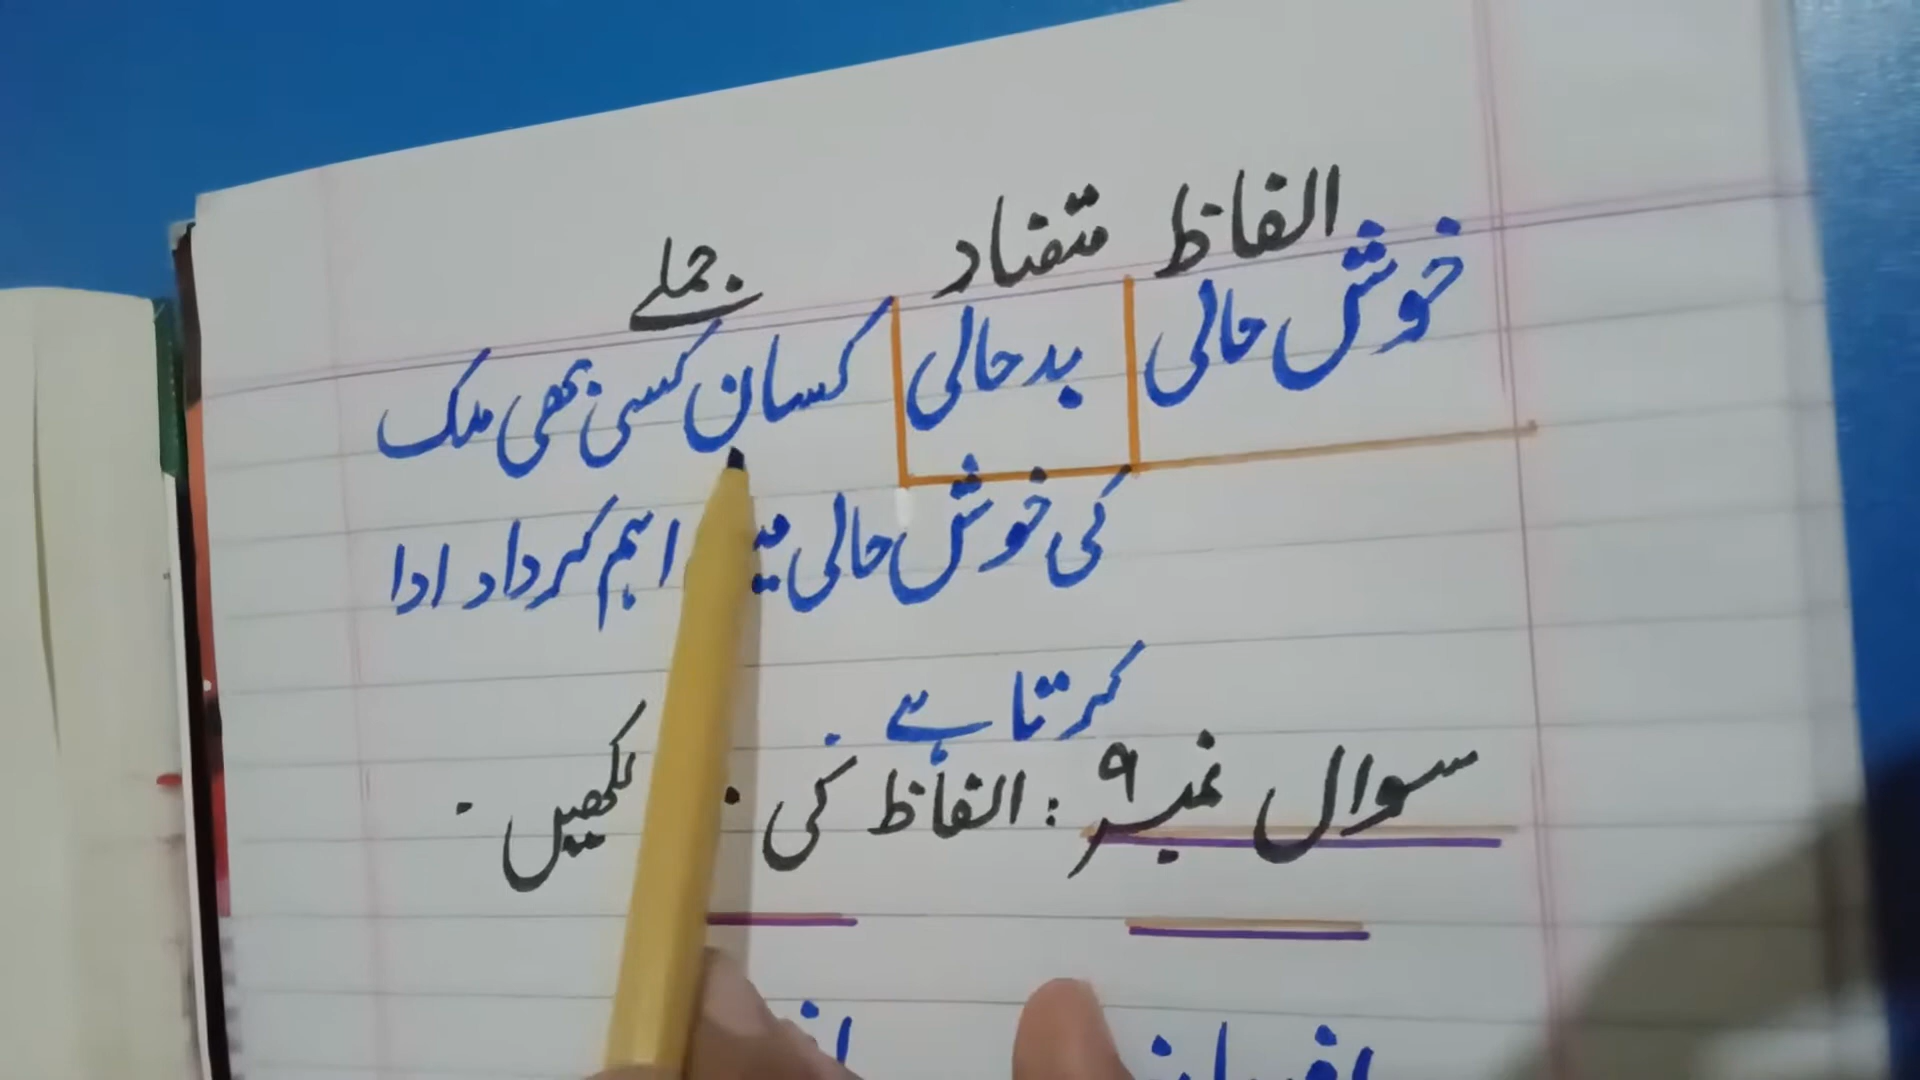 الفاظ متضاد جملے
خوش حالی بدحالی کسان کسی بھی ملک
کی خوش حالی میں اہم کردار ادا
کرتا ہے
سوال نمبر ۹: الفاظ کی لکھیں۔